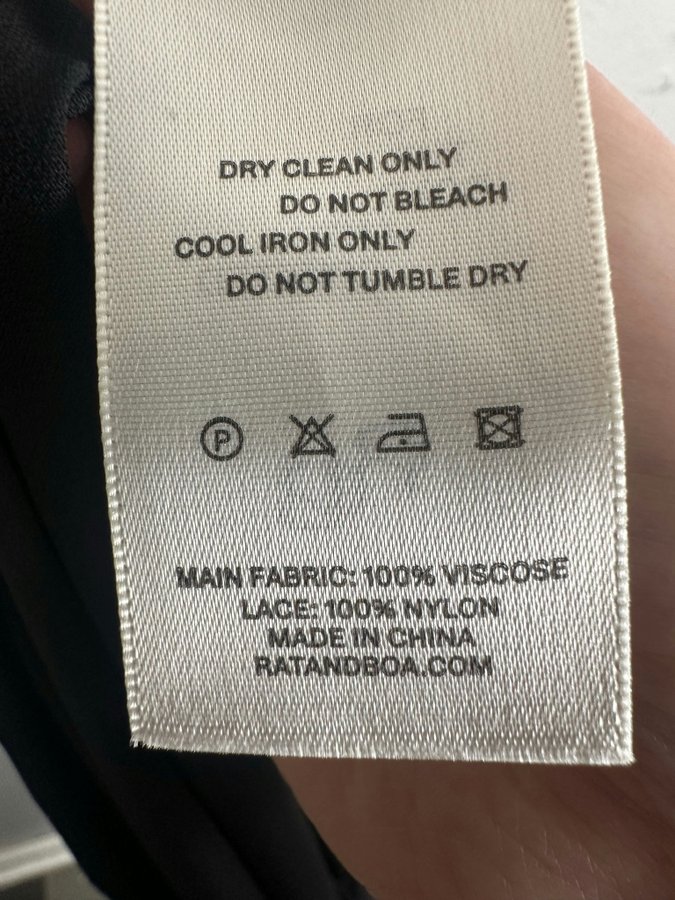 DRY CLEAN ONLY
DO NOT BLEACH
COOL IRON ONLY
DO NOT TUMBLE DRY
P
MAIN FABRIC: 100% VISCOSE
LACE: 100% NYLON
MADE IN CHINA
RATANDBOA.COM